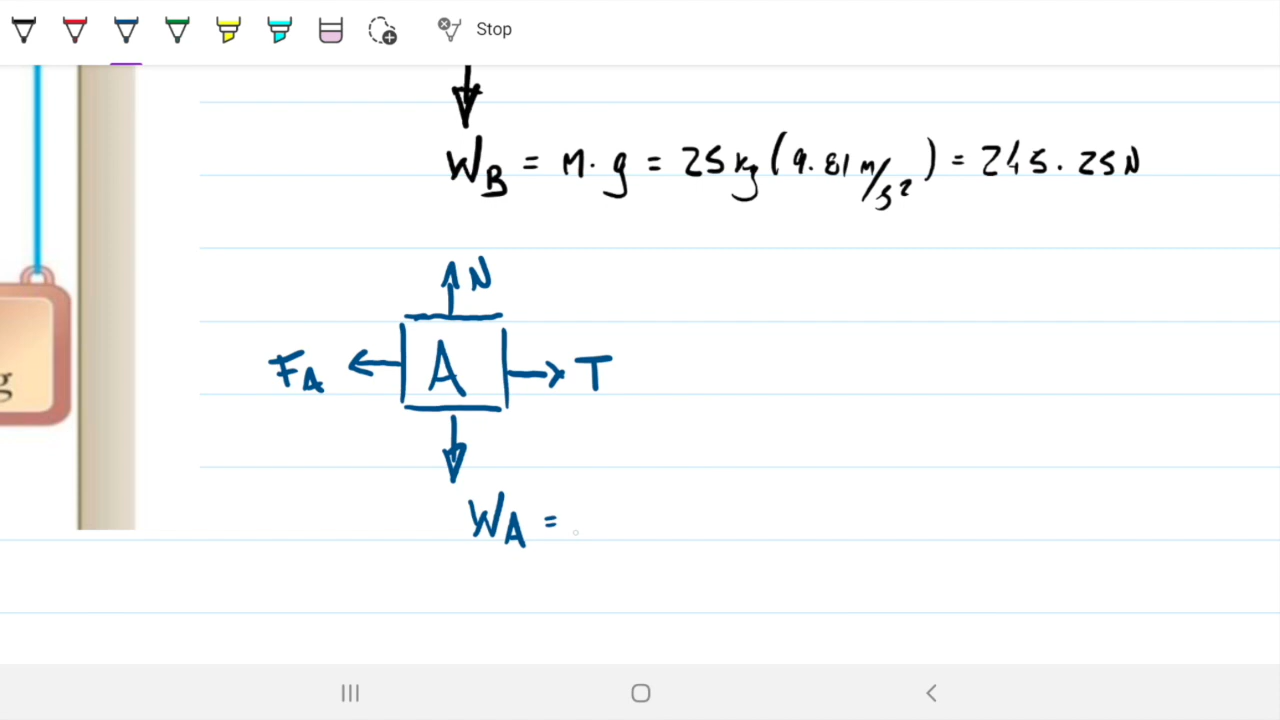 Stop
W_B = m·g = 25 kg (9.81 m/s²) = 245.25 N
N
g
F_A A T
W_A =